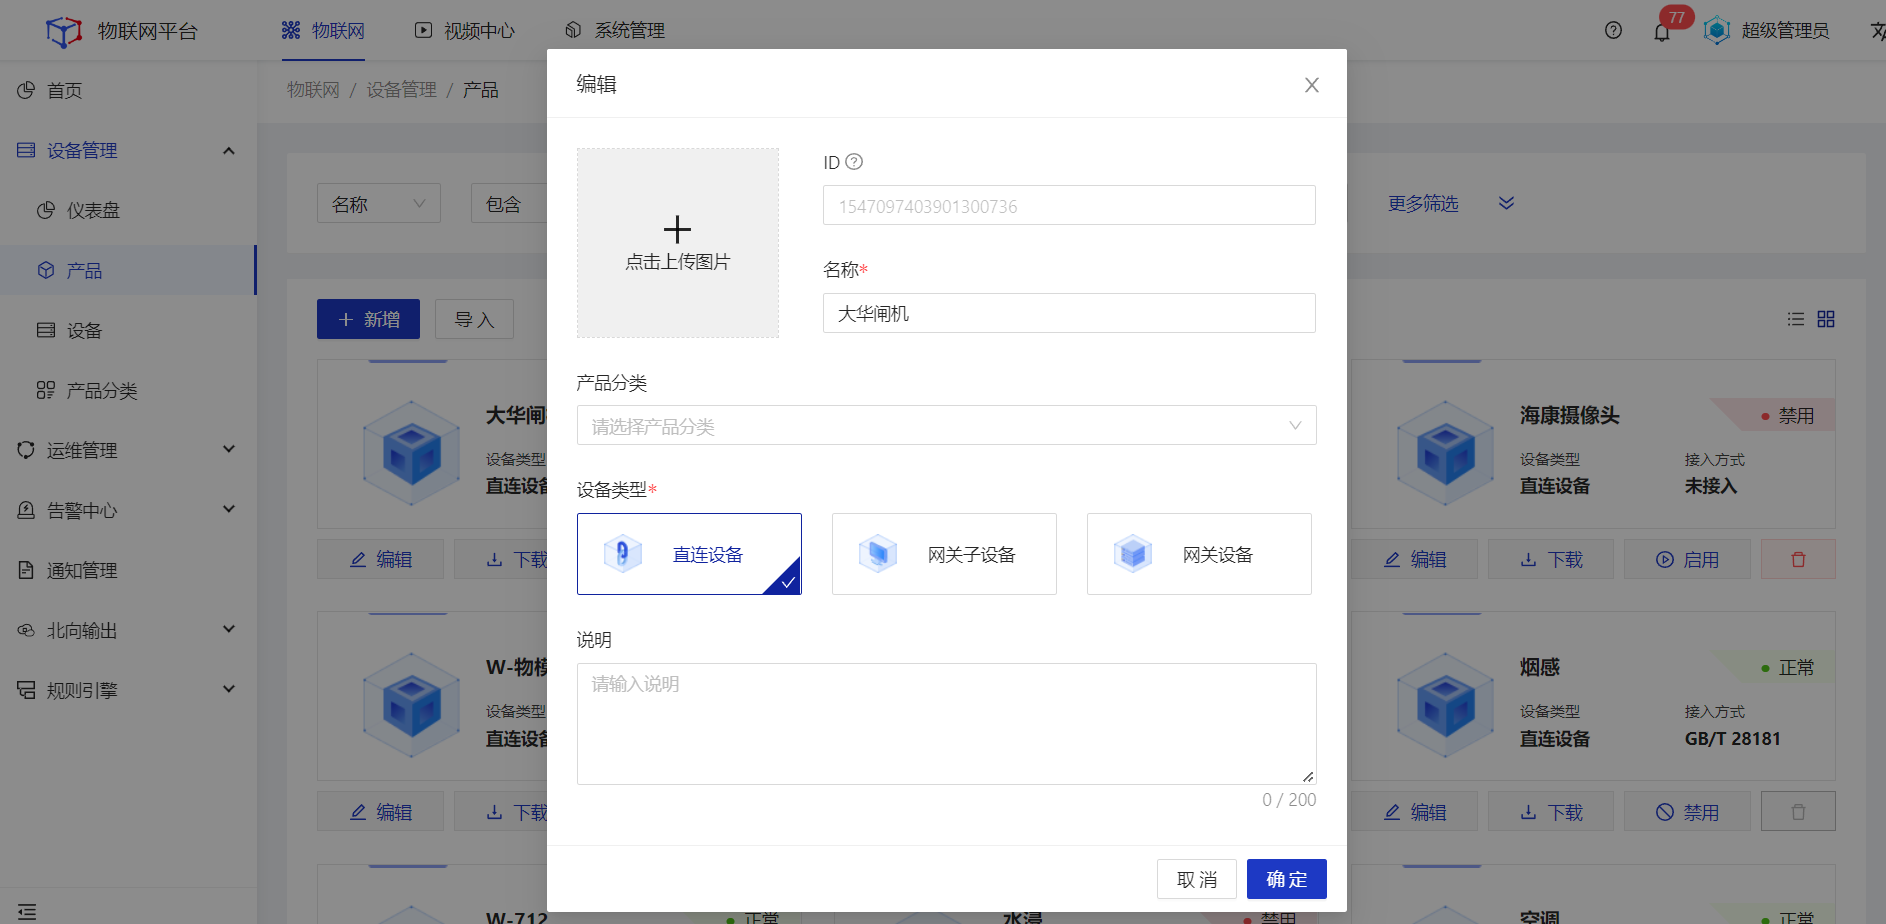 物联网平台
物联网
视频中心
系统管理
77
超级管理员
首页
设备管理
仪表盘
产品
设备
产品分类
运维管理
告警中心
通知管理
北向输出
规则引擎
物联网 / 设备管理 / 产品
名称
包含
更多筛选
新增
导入
大华闸
设备类型
直连设备
编辑
下载
海康摄像头
禁用
设备类型
接入方式
直连设备
未接入
编辑
下载
启用
W-物模
设备类型
直连设备
编辑
下载
烟感
正常
设备类型
接入方式
直连设备
GB/T 28181
编辑
下载
禁用
W-712
正常
水浸
禁用
空调
正常
编辑
点击上传图片
ID
1547097403901300736
名称*
大华闸机
产品分类
请选择产品分类
设备类型*
直连设备
网关子设备
网关设备
说明
请输入说明
0 / 200
取消
确定